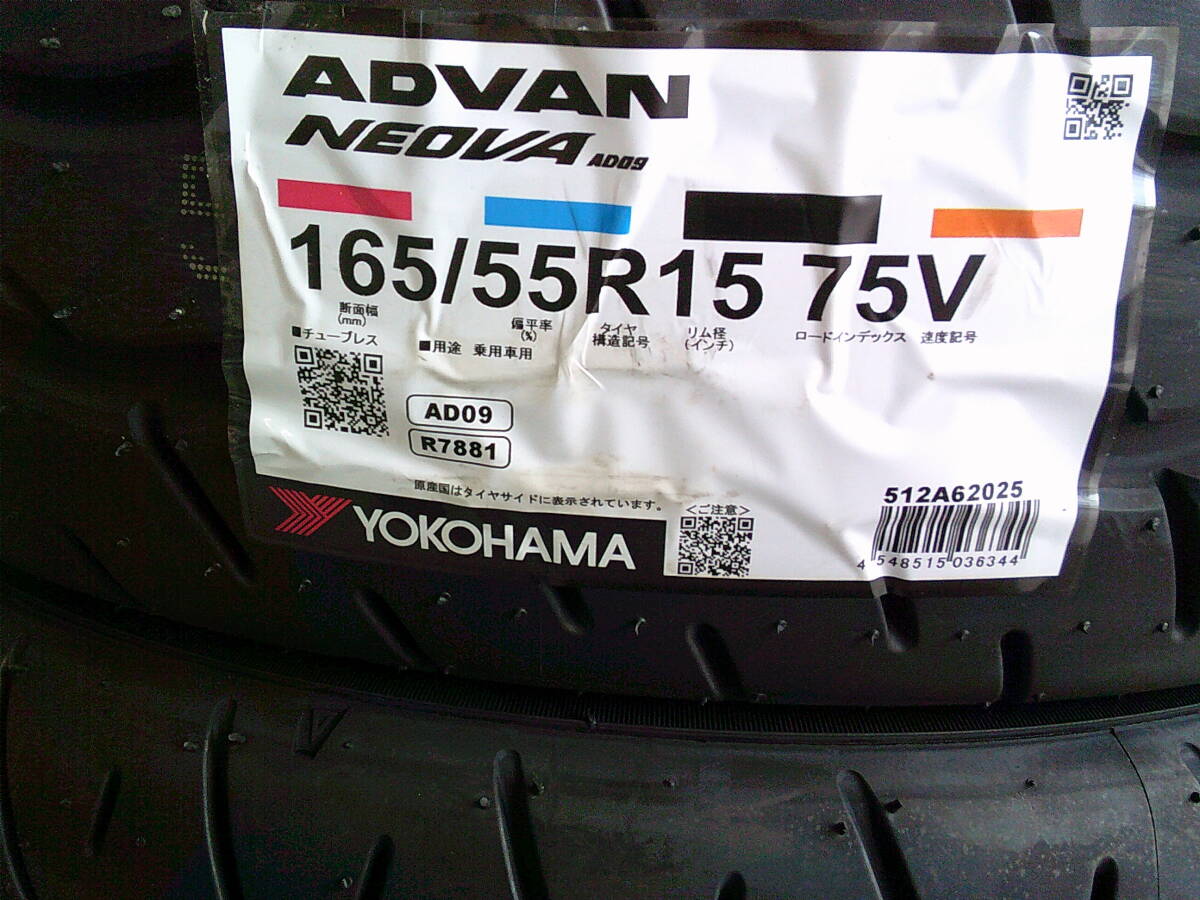 ADVAN
NEOVA AD09
165/55R15 75V
断面幅
(mm)
偏平率
(%)
タイヤ
構造記号
リム径
(インチ)
ロードインデックス
速度記号
■チューブレス
■用途 乗用車用
AD09
R7881
原産国はタイヤサイドに表示されています。
<ご注意>
YOKOHAMA
512A62025
4548515036344